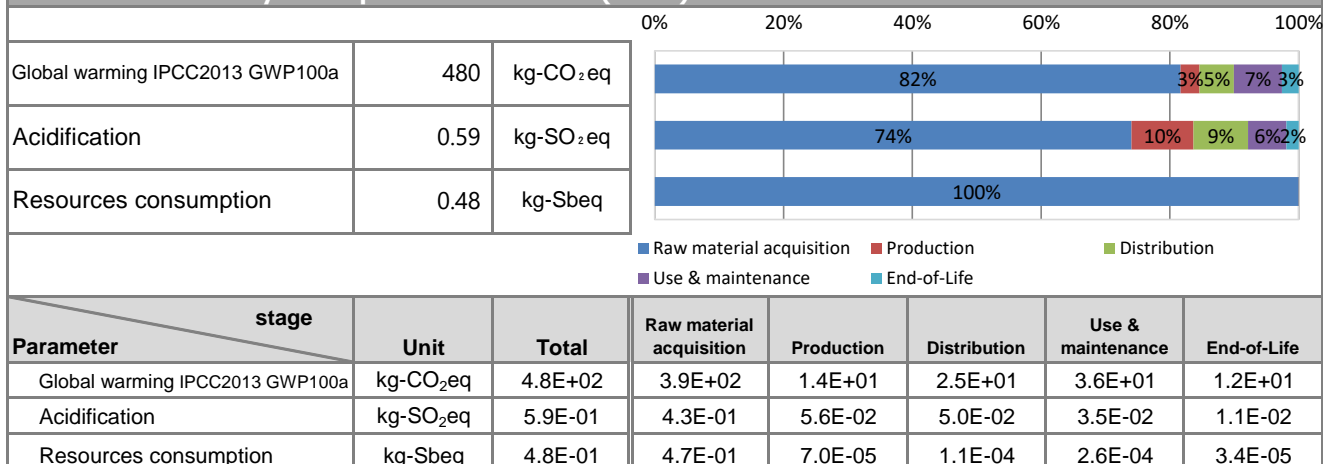 0% 20% 40% 60% 80% 100%
Global warming IPCC2013 GWP100a 480 kg-CO₂eq 82% 3% 5% 7% 3%
Acidification 0.59 kg-SO₂eq 74% 10% 9% 6% 2%
Resources consumption 0.48 kg-Sbeq 100%
Raw material acquisition Production Distribution
Use & maintenance End-of-Life
stage
Parameter Unit Total Raw material acquisition Production Distribution Use & maintenance End-of-Life
Global warming IPCC2013 GWP100a kg-CO₂eq 4.8E+02 3.9E+02 1.4E+01 2.5E+01 3.6E+01 1.2E+01
Acidification kg-SO₂eq 5.9E-01 4.3E-01 5.6E-02 5.0E-02 3.5E-02 1.1E-02
Resources consumption kg-Sbeq 4.8E-01 4.7E-01 7.0E-05 1.1E-04 2.6E-04 3.4E-05